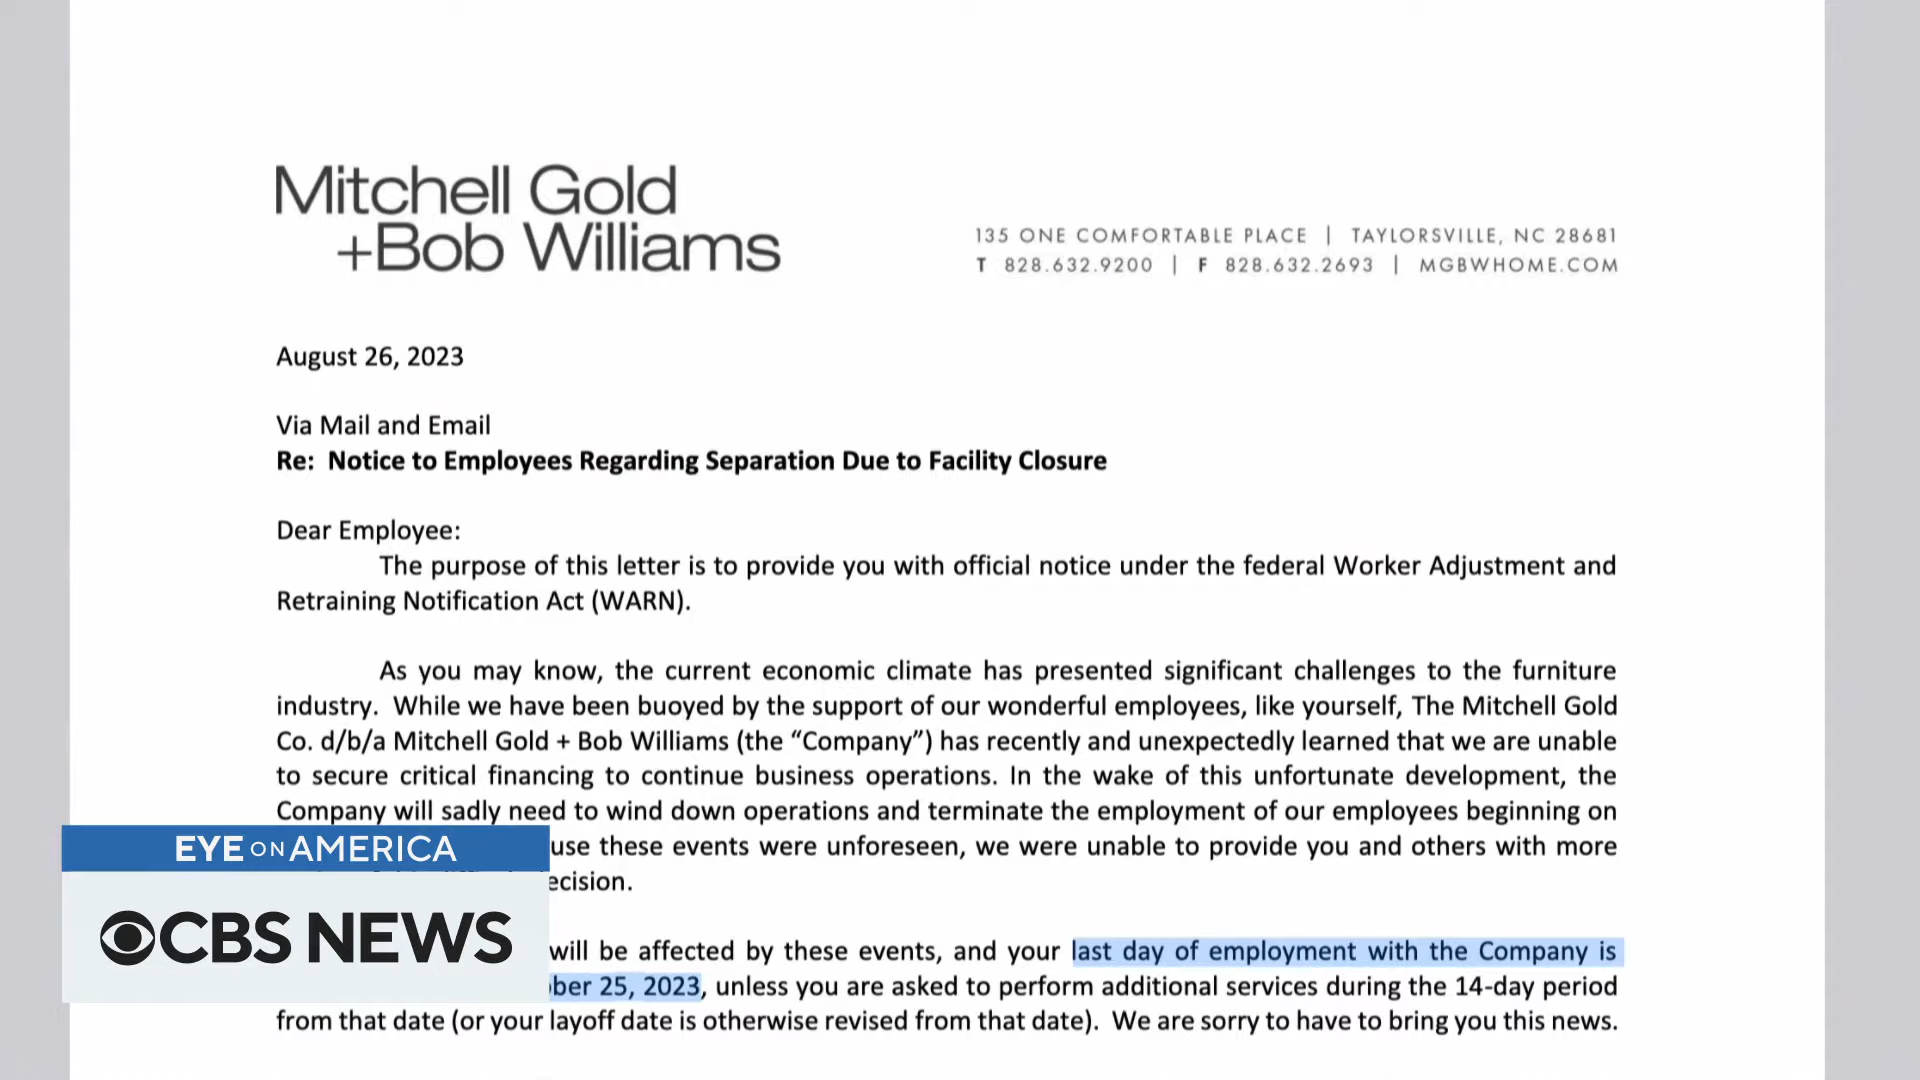 Mitchell Gold
+Bob Williams
135 ONE COMFORTABLE PLACE | TAYLORSVILLE, NC 28681
T 828.632.9200 | F 828.632.2693 | MGBWHOME.COM
August 26, 2023
Via Mail and Email
Re: Notice to Employees Regarding Separation Due to Facility Closure
Dear Employee:
The purpose of this letter is to provide you with official notice under the federal Worker Adjustment and
Retraining Notification Act (WARN).
As you may know, the current economic climate has presented significant challenges to the furniture
industry. While we have been buoyed by the support of our wonderful employees, like yourself, The Mitchell Gold
Co. d/b/a Mitchell Gold + Bob Williams (the “Company”) has recently and unexpectedly learned that we are unable
to secure critical financing to continue business operations. In the wake of this unfortunate development, the
Company will sadly need to wind down operations and terminate the employment of our employees beginning on
use these events were unforeseen, we were unable to provide you and others with more
ecision.
will be affected by these events, and your last day of employment with the Company is
ber 25, 2023, unless you are asked to perform additional services during the 14-day period
from that date (or your layoff date is otherwise revised from that date). We are sorry to have to bring you this news.
EYE ON AMERICA
CBS NEWS